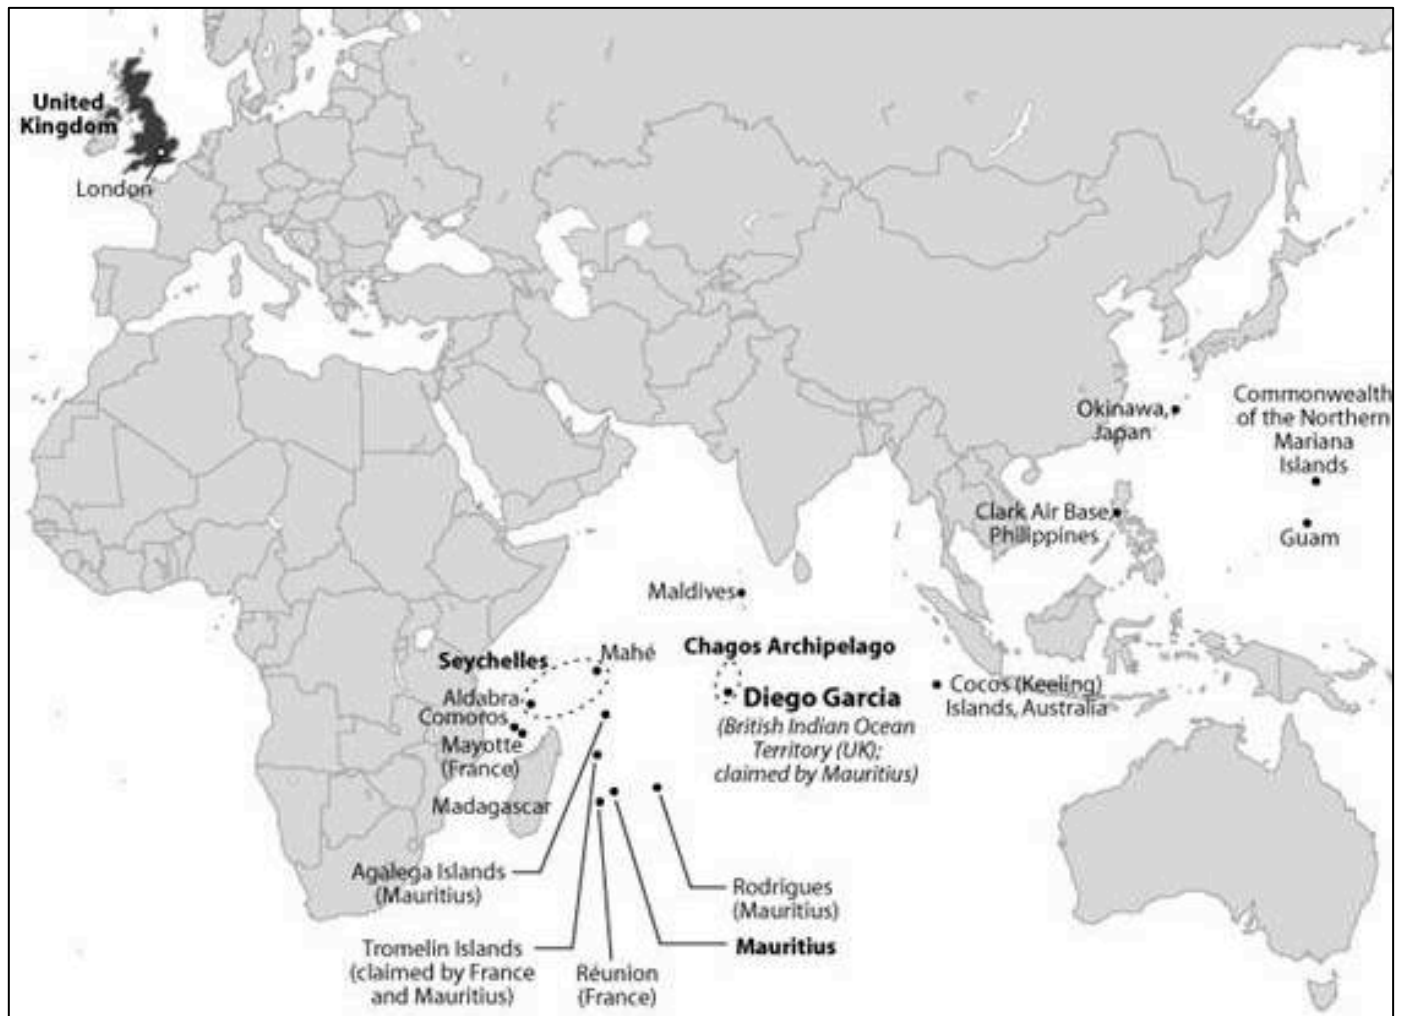 United
Kingdom
London
Commonwealth
of the Northern
Mariana
Islands
Okinawa,
Japan
Clark Air Base,
Philippines
Guam
Maldives
Chagos Archipelago
Seychelles
Mahé
Aldabra
Comoros
Mayotte
(France)
Madagascar
Diego Garcia
(British Indian Ocean
Territory (UK);
claimed by Mauritius)
Cocos (Keeling)
Islands, Australia
Agalega Islands
(Mauritius)
Rodrigues
(Mauritius)
Mauritius
Tromelin Islands
(claimed by France
and Mauritius)
Réunion
(France)